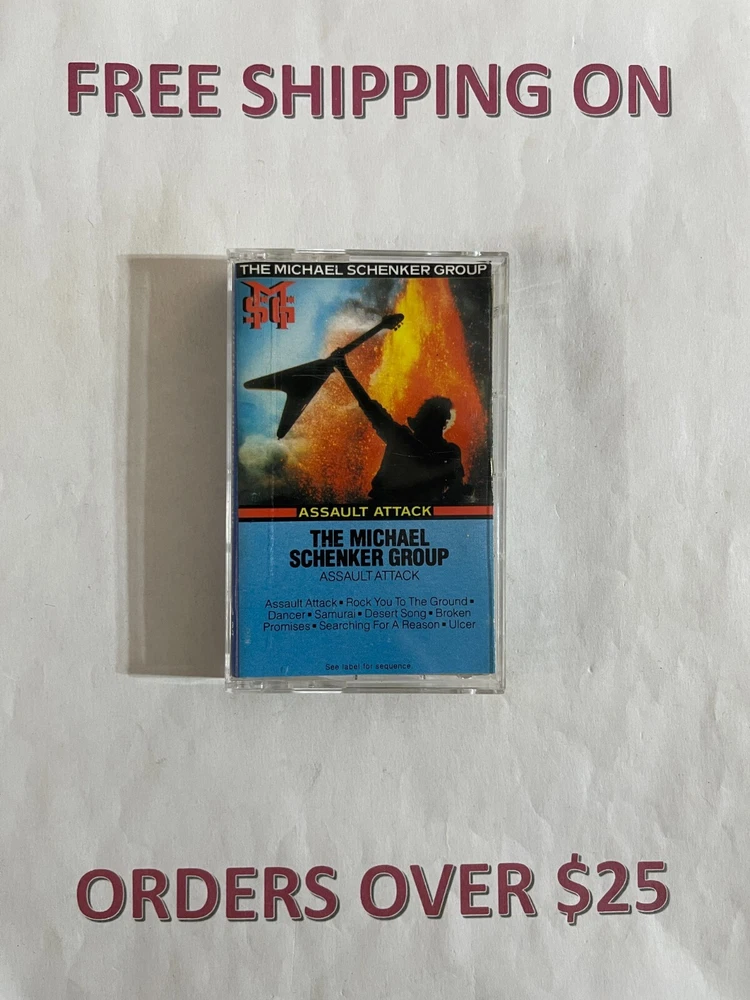 FREE SHIPPING ON
THE MICHAEL SCHENKER GROUP
MSG
ASSAULT ATTACK
THE MICHAEL
SCHENKER GROUP
ASSAULT ATTACK
Assault Attack ▪ Rock You To The Ground ▪
Dancer ▪ Samurai ▪ Desert Song ▪ Broken
Promises ▪ Searching For A Reason ▪ Ulcer
See label for sequence.
ORDERS OVER $25